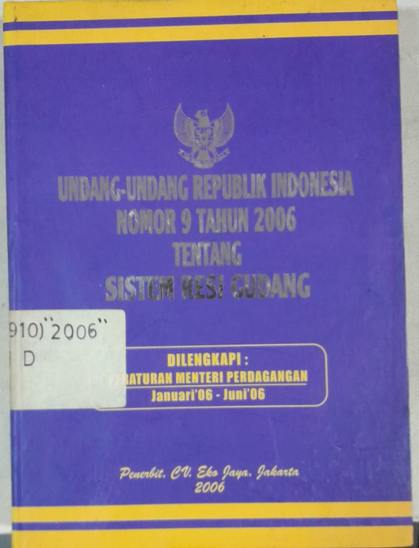 UNDANG-UNDANG REPUBLIK INDONESIA
NOMOR 9 TAHUN 2006
TENTANG
SISTEM RESI GUDANG
910) "2006"
D
DILENGKAPI :
MENTERI PERDAGANGAN
Januari'06 - Juni'06
Penerbit. CV. Eko Jaya. Jakarta
2006